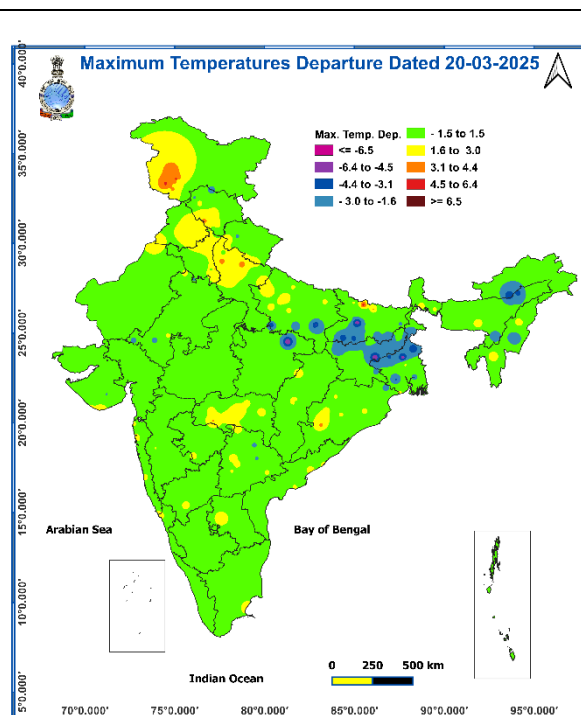 Maximum Temperatures Departure Dated 20-03-2025
Max. Temp. Dep.
<= -6.5
-6.4 to -4.5
-4.4 to -3.1
- 3.0 to -1.6
- 1.5 to 1.5
1.6 to 3.0
3.1 to 4.4
4.5 to 6.4
>= 6.5
40°0.000'
35°0.000'
30°0.000'
25°0.000'
20°0.000'
15°0.000'
10°0.000'
5°0.000'
Arabian Sea
Bay of Bengal
Indian Ocean
0 250 500 km
70°0.000' 75°0.000' 80°0.000' 85°0.000' 90°0.000' 95°0.000'